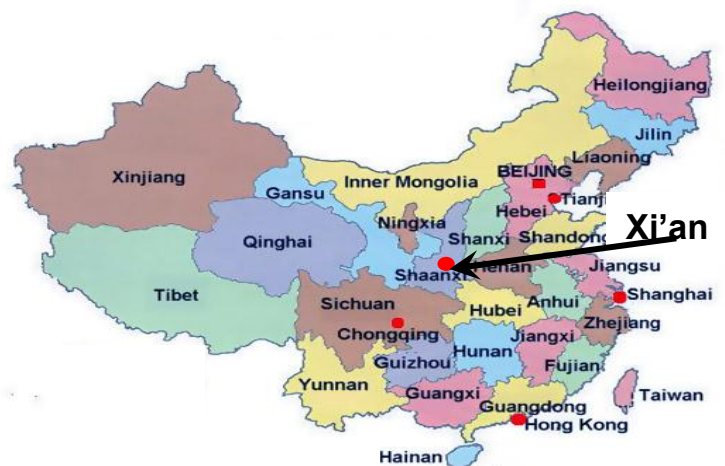 Heilongjiang
Jilin
Liaoning
BEIJING
Xinjiang
Inner Mongolia
Gansu
Tianji
Hebei
Ningxia
Xi'an
Qinghai
Shanxi
Shandong
Shaanxi
Henan
Jiangsu
Tibet
Sichuan
Anhui
Shanghai
Hubei
Zhejiang
Chongqing
Jiangxi
Hunan
Guizhou
Fujian
Yunnan
Guangxi
Taiwan
Guangdong
Hong Kong
Hainan